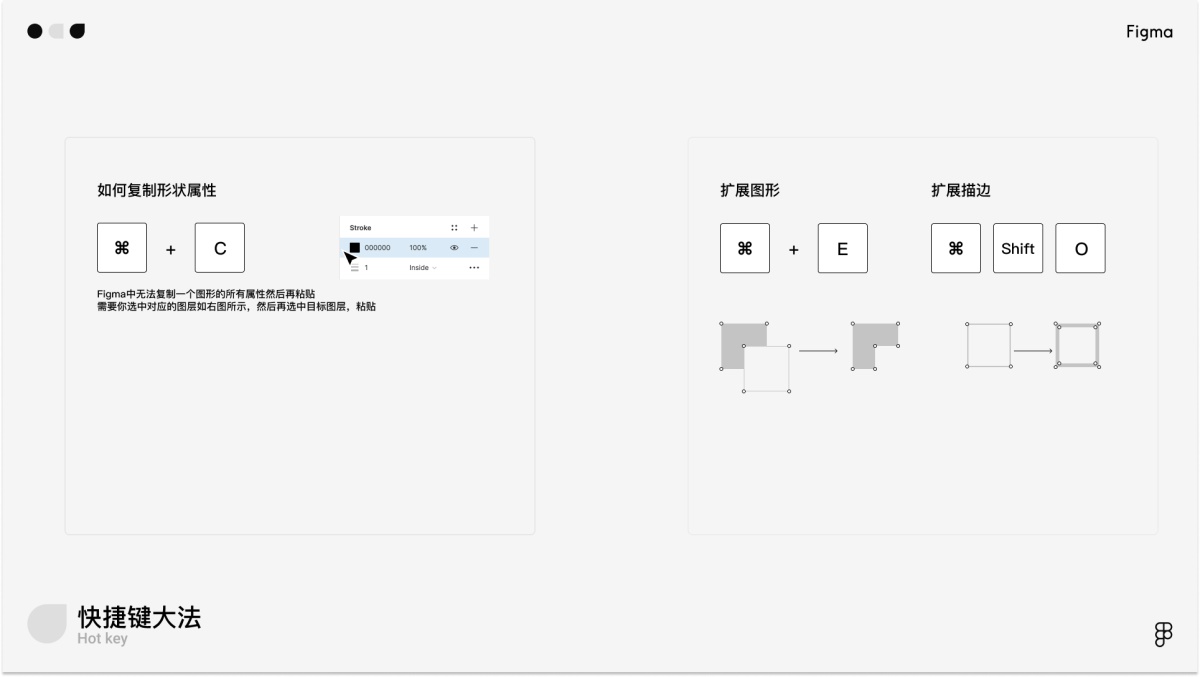 Figma
如何复制形状属性
⌘ + C
Figma中无法复制一个图形的所有属性然后再粘贴
需要你选中对应的图层如右图所示，然后再选中目标图层，粘贴
Stroke
000000 100%
1 Inside
扩展图形
⌘ + E
扩展描边
⌘ Shift O
快捷键大法
Hot key